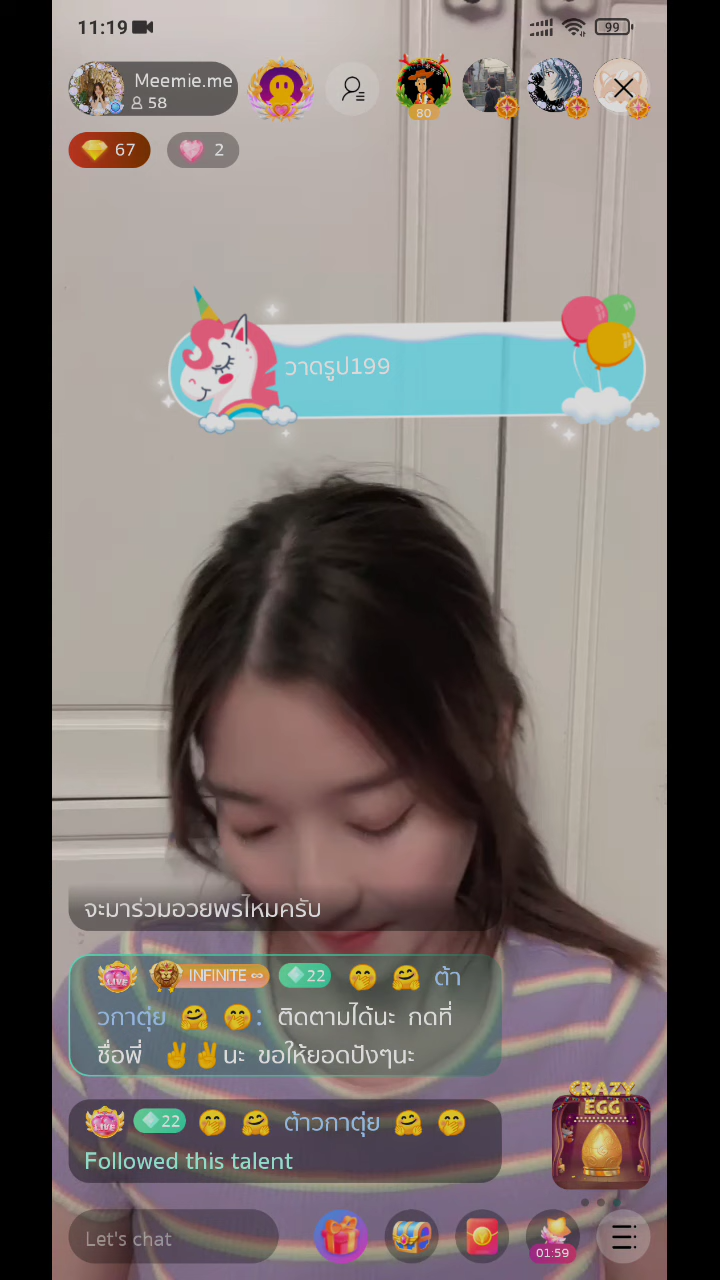 11:19
99
Meemie.me
58
80
67
2
วาดรูป199
จะมาร่วมอวยพรไหมครับ
LIVE INFINITE ∞ 22 🤭 🤗 ต้า
วกาตุ่ย 🤗 🤭: ติดตามได้นะ กดที่
ชื่อพี่ ✌✌นะ ขอให้ยอดปังๆนะ
LIVE 22 🤭 🤗 ต้าวกาตุ่ย 🤗 🤭
Followed this talent
CRAZY
EGG
Let's chat
01:59